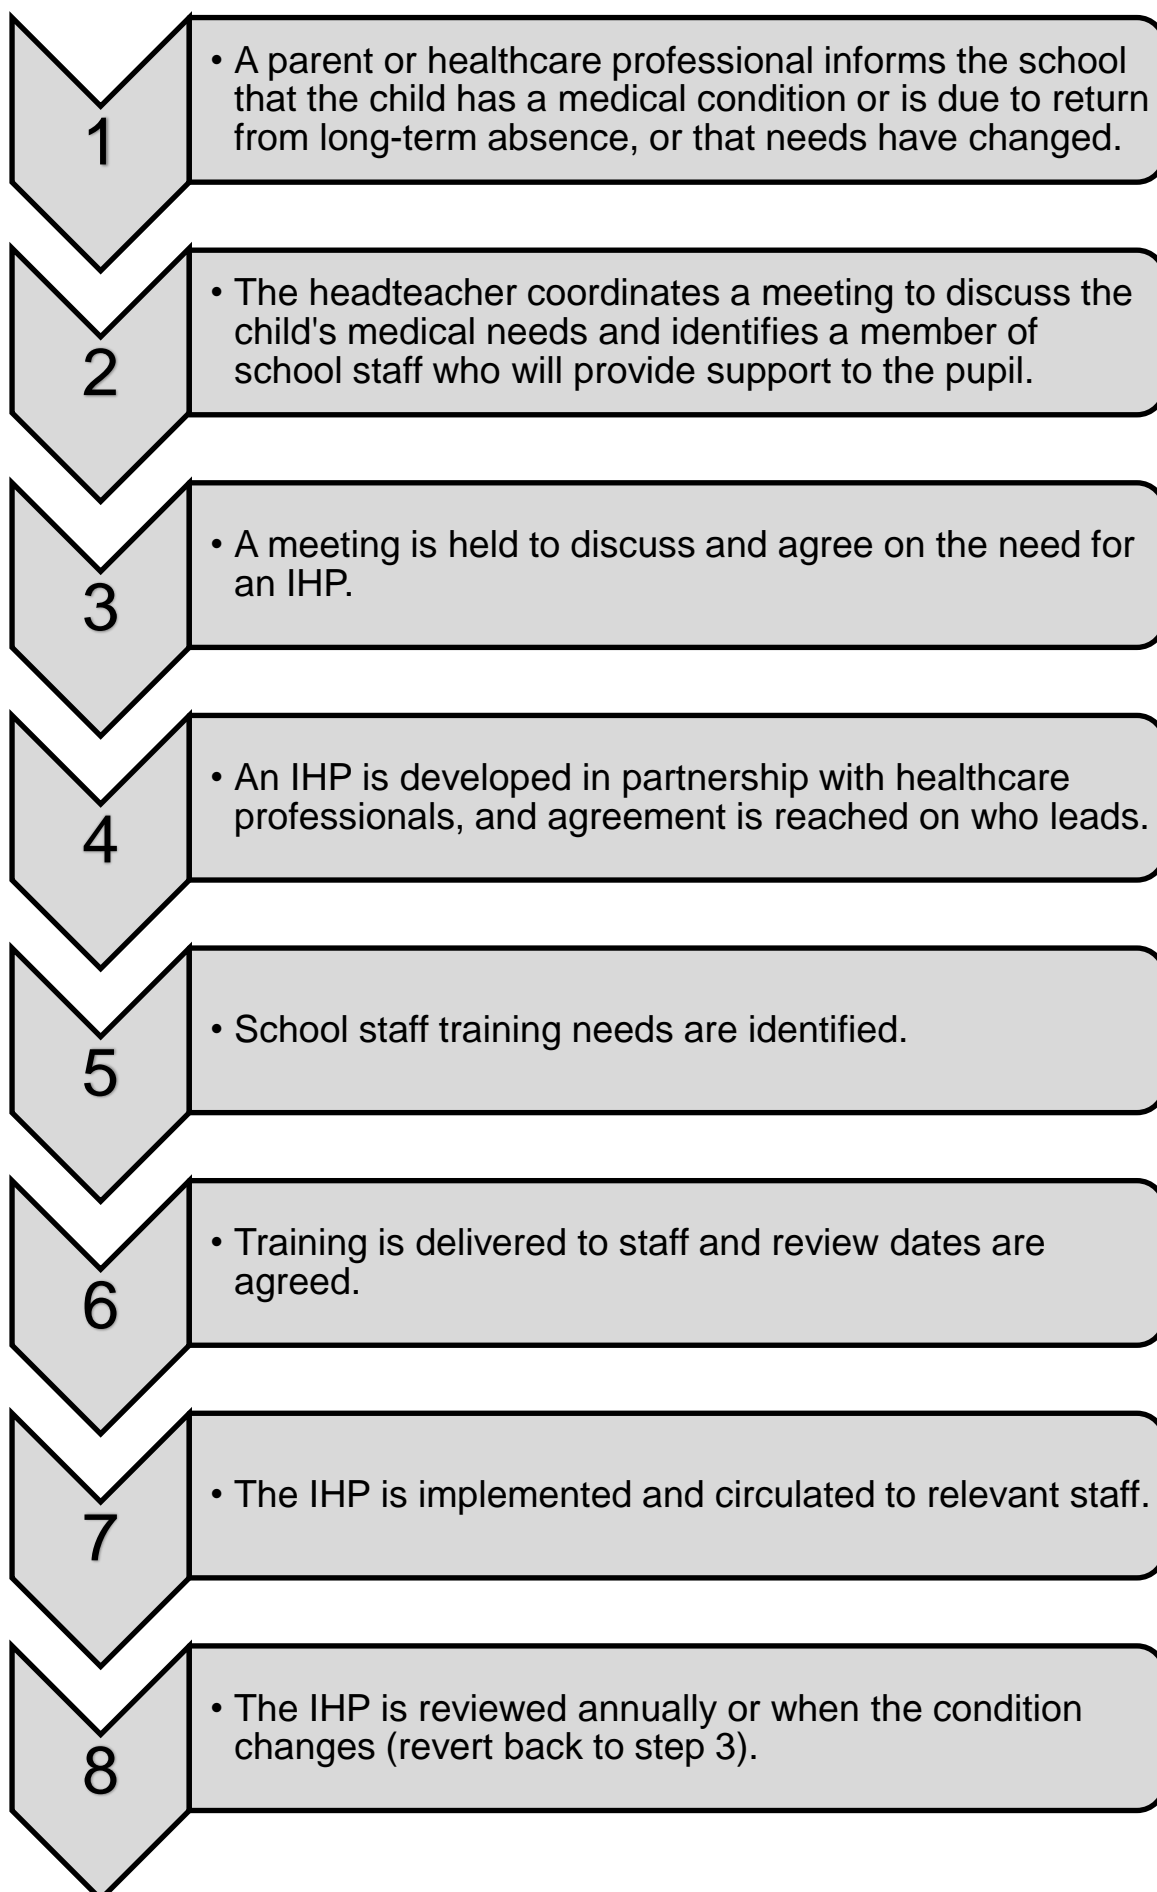 1
• A parent or healthcare professional informs the school
that the child has a medical condition or is due to return
from long-term absence, or that needs have changed.
2
• The headteacher coordinates a meeting to discuss the
child's medical needs and identifies a member of
school staff who will provide support to the pupil.
3
• A meeting is held to discuss and agree on the need for
an IHP.
4
• An IHP is developed in partnership with healthcare
professionals, and agreement is reached on who leads.
5
• School staff training needs are identified.
6
• Training is delivered to staff and review dates are
agreed.
7
• The IHP is implemented and circulated to relevant staff.
8
• The IHP is reviewed annually or when the condition
changes (revert back to step 3).